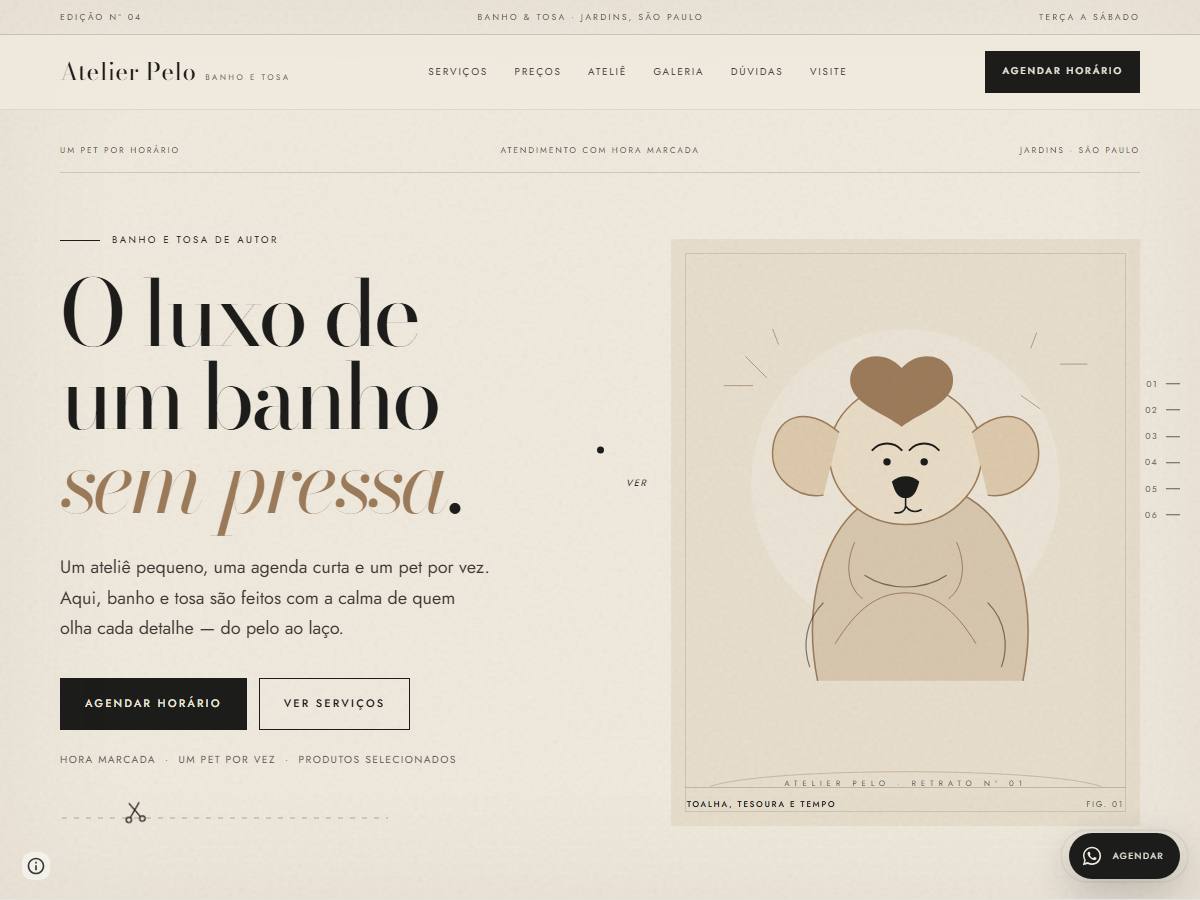 EDIÇÃO Nº 04
BANHO & TOSA · JARDINS, SÃO PAULO
TERÇA A SÁBADO
Atelier Pelo BANHO E TOSA
SERVIÇOS
PREÇOS
ATELIÊ
GALERIA
DÚVIDAS
VISITE
AGENDAR HORÁRIO
UM PET POR HORÁRIO
ATENDIMENTO COM HORA MARCADA
JARDINS · SÃO PAULO
BANHO E TOSA DE AUTOR
O luxo de
um banho
sem pressa.
Um ateliê pequeno, uma agenda curta e um pet por vez.
Aqui, banho e tosa são feitos com a calma de quem
olha cada detalhe — do pelo ao laço.
AGENDAR HORÁRIO
VER SERVIÇOS
HORA MARCADA · UM PET POR VEZ · PRODUTOS SELECIONADOS
VER
ATELIER PELO · RETRATO Nº 01
TOALHA, TESOURA E TEMPO
FIG. 01
01
02
03
04
05
06
AGENDAR